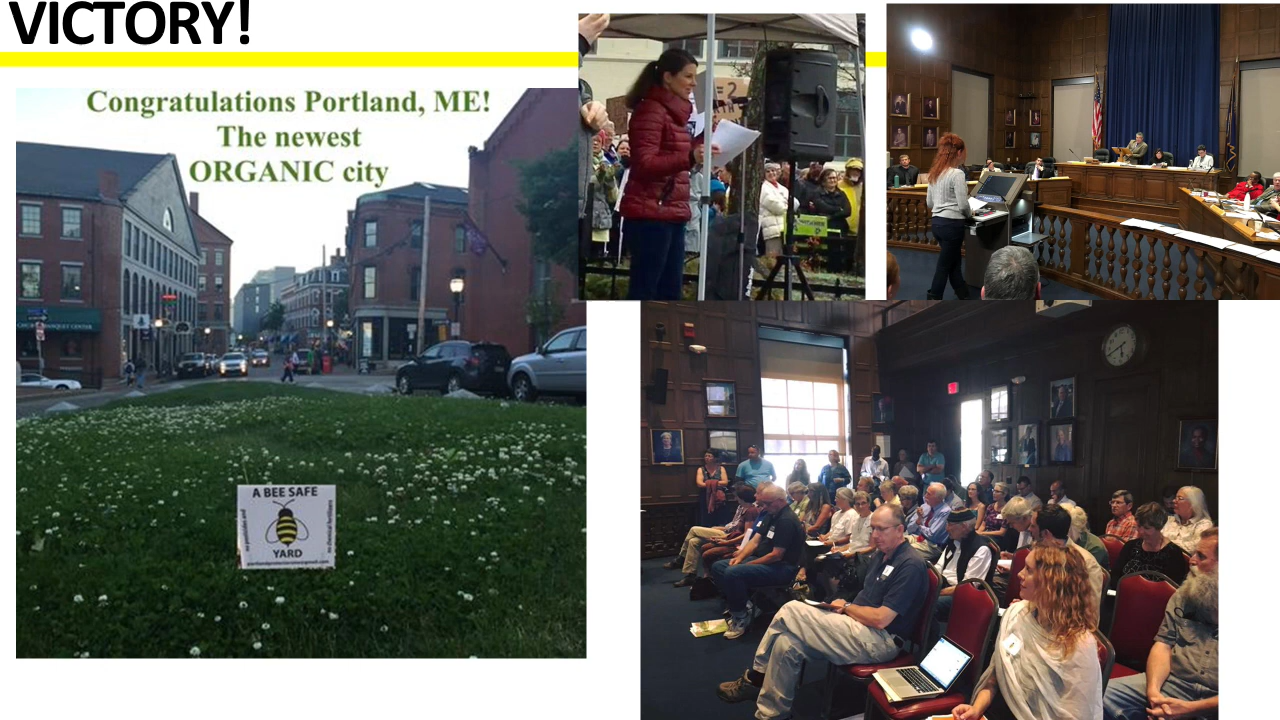 VICTORY!
Congratulations Portland, ME!
The newest
ORGANIC city
A BEE SAFE
YARD